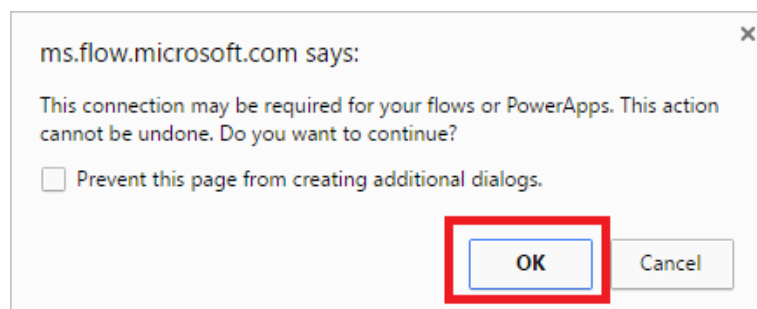 ms.flow.microsoft.com says:
This connection may be required for your flows or PowerApps. This action
cannot be undone. Do you want to continue?
Prevent this page from creating additional dialogs.
OK Cancel